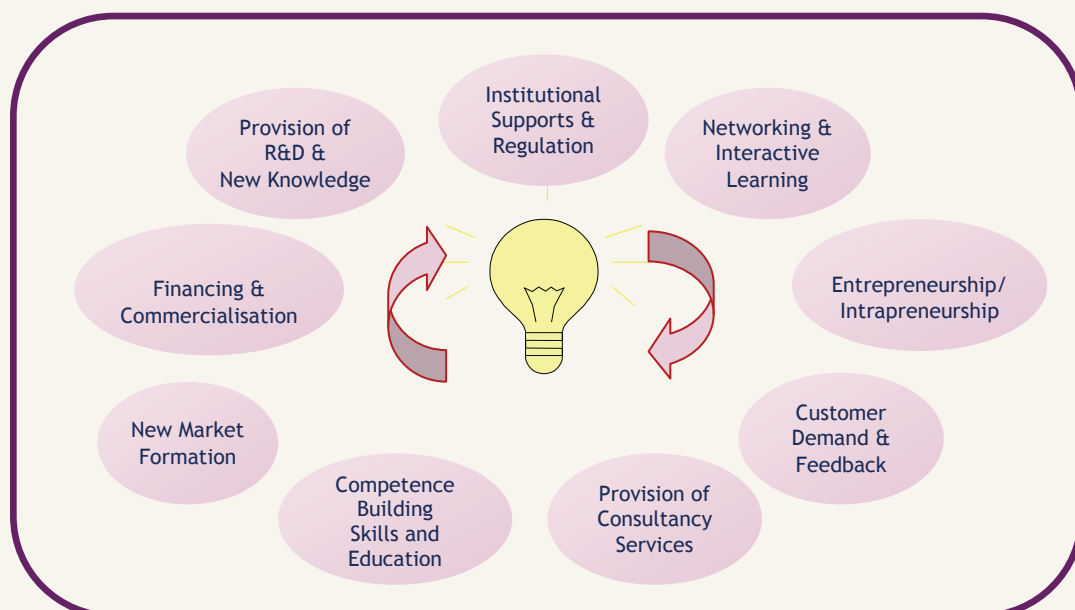 Institutional
Supports &
Regulation
Provision of
R&D &
New Knowledge
Networking &
Interactive
Learning
Financing &
Commercialisation
Entrepreneurship/
Intrapreneurship
New Market
Formation
Customer
Demand &
Feedback
Competence
Building
Skills and
Education
Provision of
Consultancy
Services